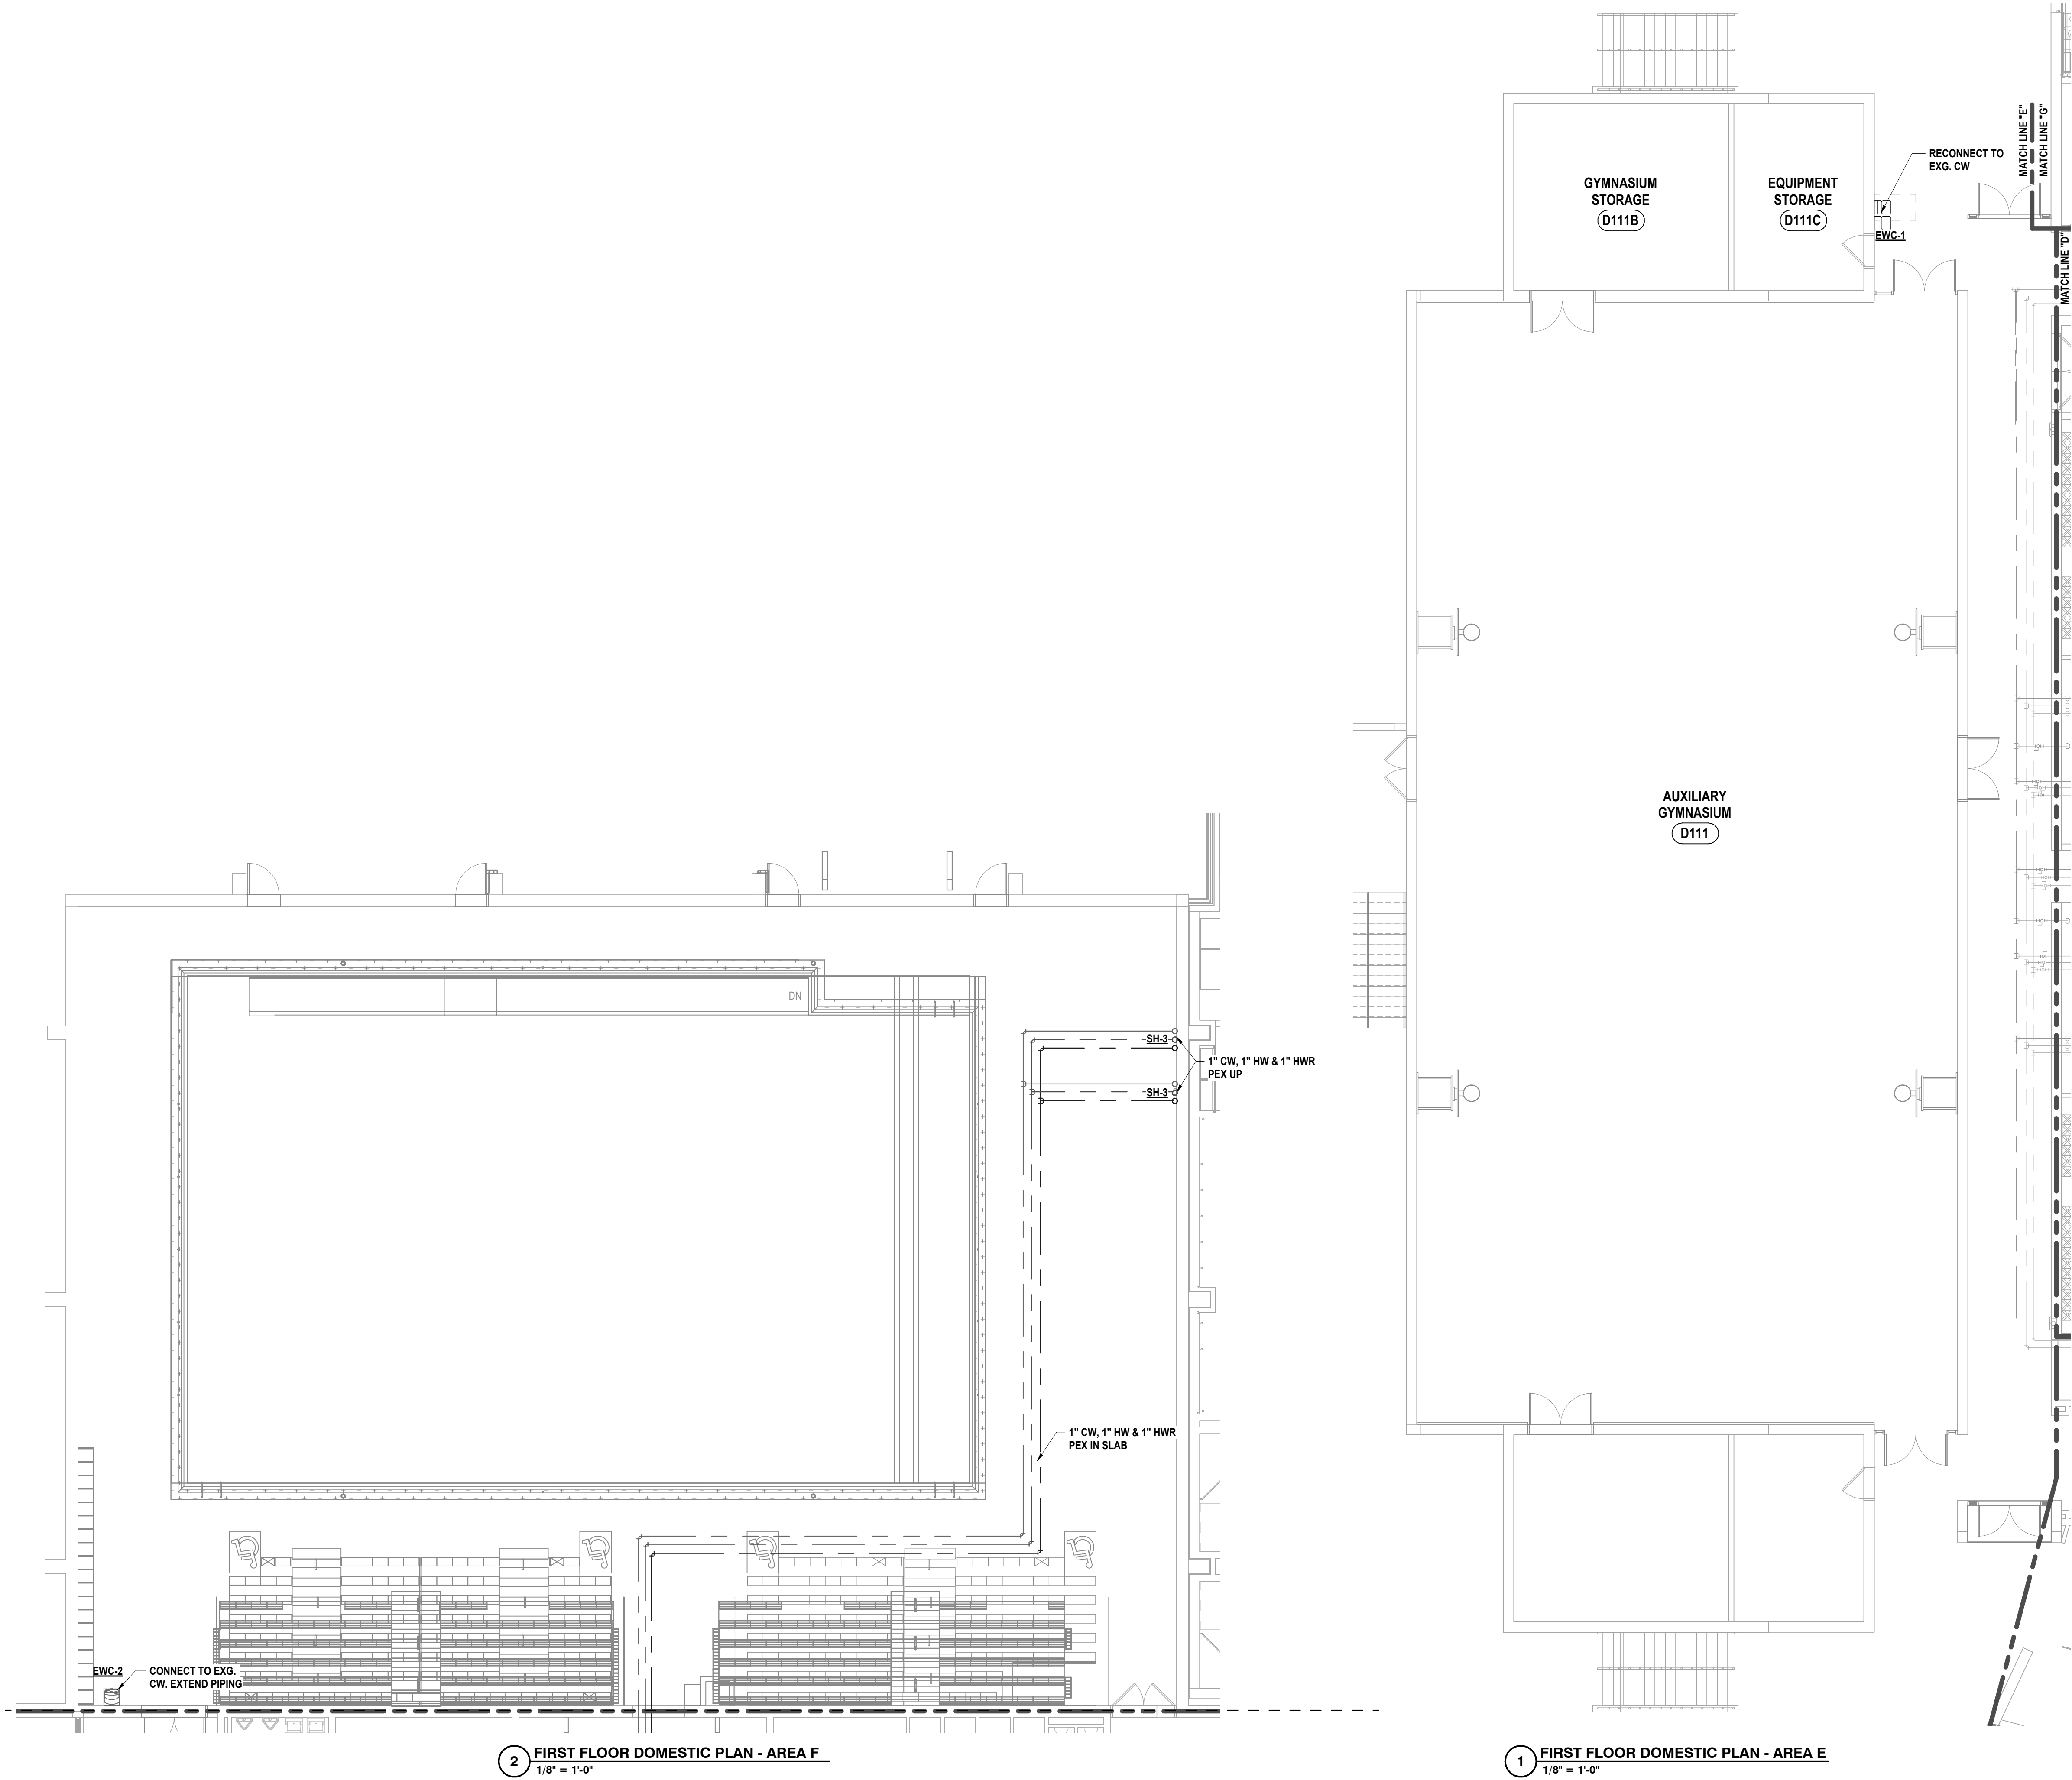 MATCH LINE "E"
MATCH LINE "G"
RECONNECT TO
EXG. CW
GYMNASIUM
STORAGE
D111B
EQUIPMENT
STORAGE
D111C
EWC-1
MATCH LINE "D"
AUXILIARY
GYMNASIUM
D111
DN
SH-3
1" CW, 1" HW & 1" HWR
PEX UP
SH-3
1" CW, 1" HW & 1" HWR
PEX IN SLAB
EWC-2
CONNECT TO EXG.
CW. EXTEND PIPING
2
FIRST FLOOR DOMESTIC PLAN - AREA F
1/8" = 1'-0"
1
FIRST FLOOR DOMESTIC PLAN - AREA E
1/8" = 1'-0"